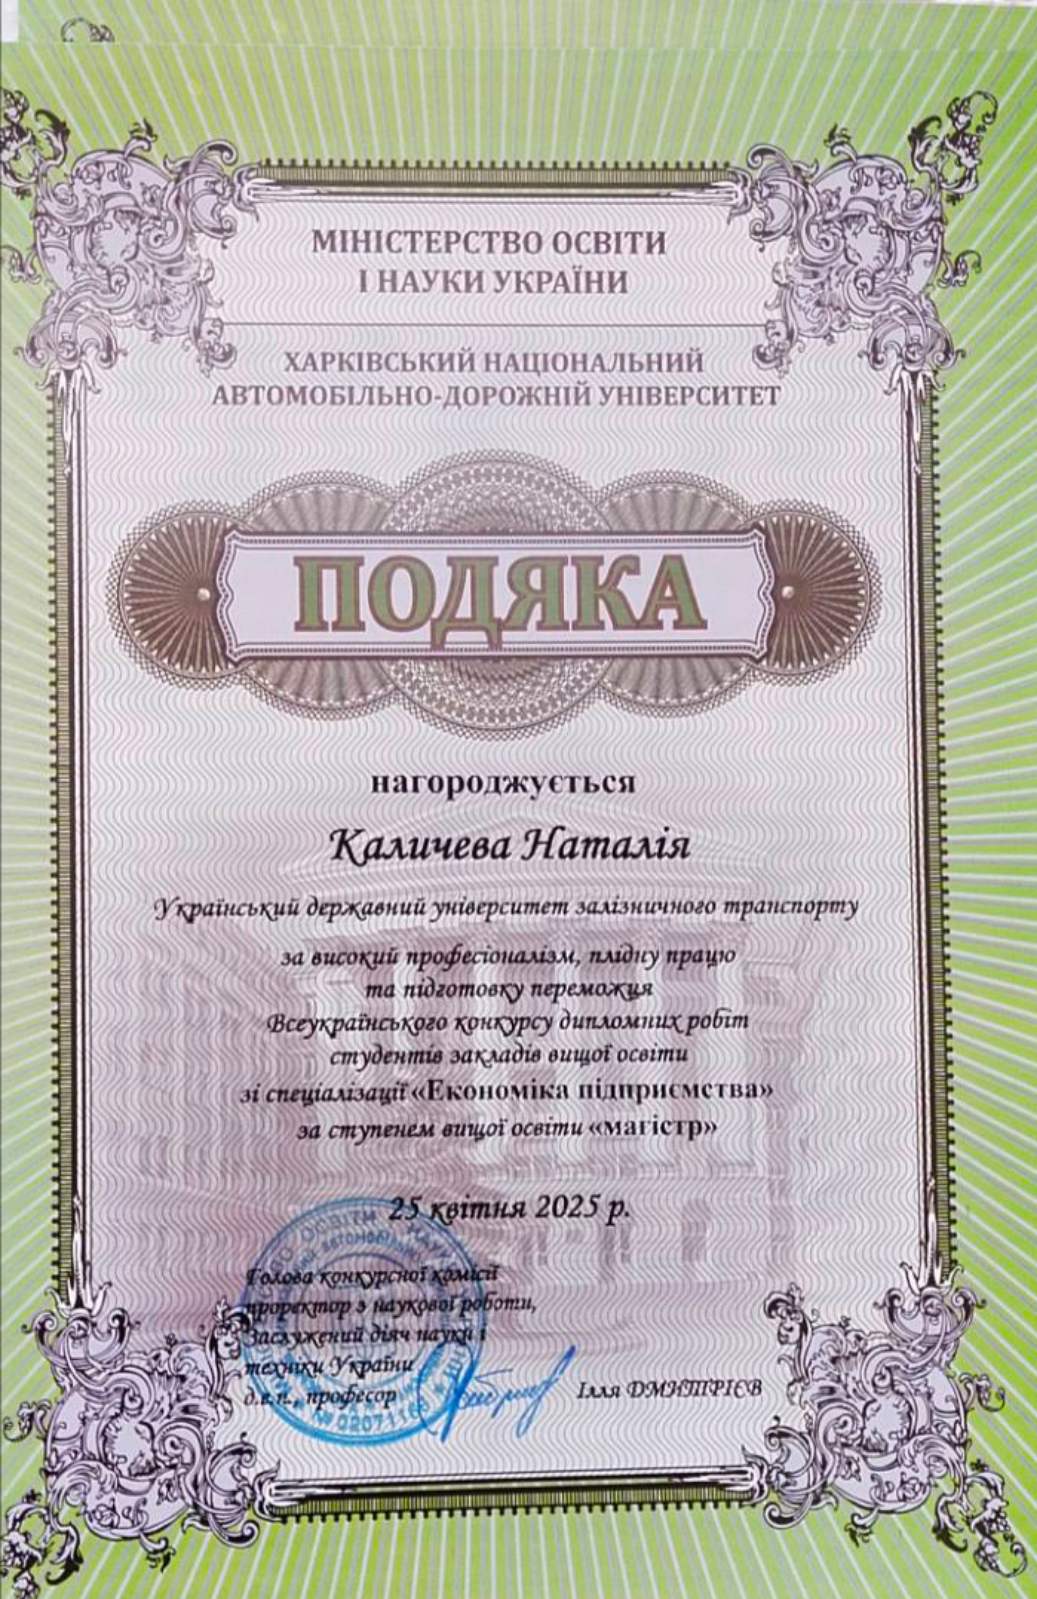 МІНІСТЕРСТВО ОСВІТИ
І НАУКИ УКРАЇНИ
ХАРКІВСЬКИЙ НАЦІОНАЛЬНИЙ
АВТОМОБІЛЬНО-ДОРОЖНІЙ УНІВЕРСИТЕТ
ПОДЯКА
нагороджується
Каличева Наталія
Український державний університет залізничного транспорту
за високий професіоналізм, плідну працю
та підготовку переможця
Всеукраїнського конкурсу дипломних робіт
студентів закладів вищої освіти
зі спеціалізації «Економіка підприємства»
за ступенем вищої освіти «магістр»
25 квітня 2025 р.
Голова конкурсної комісії
проректор з наукової роботи,
Заслужений діяч науки і
техніки України
д.е.н., професор
Ілля ДМИТРІЄВ